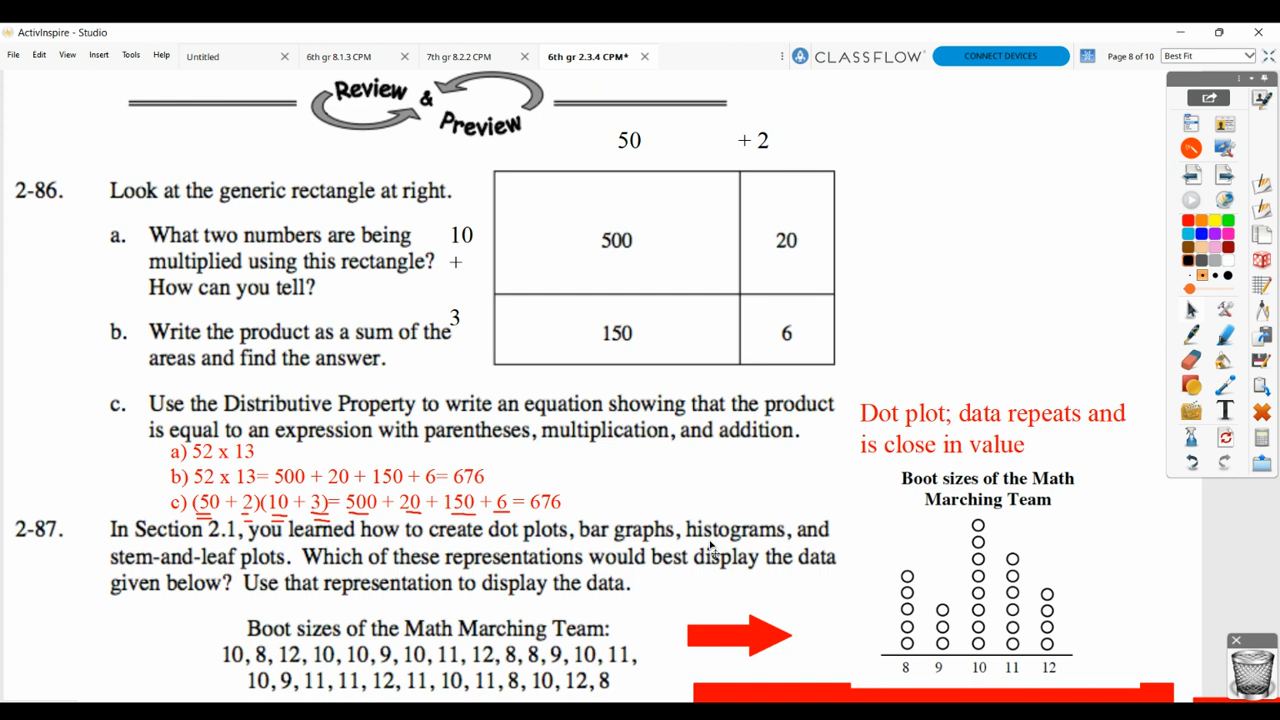 ActivInspire - Studio
File Edit View Insert Tools Help
Untitled
6th gr 8.1.3 CPM
7th gr 8.2.2 CPM
6th gr 2.3.4 CPM*
CLASSFLOW
CONNECT DEVICES
Page 8 of 10
Best Fit
Review &
Preview
50 + 2
2-86. Look at the generic rectangle at right.
a. What two numbers are being
multiplied using this rectangle?
How can you tell?
10
+
3
500 20
150 6
b. Write the product as a sum of the
areas and find the answer.
c. Use the Distributive Property to write an equation showing that the product
is equal to an expression with parentheses, multiplication, and addition.
a) 52 x 13
b) 52 x 13= 500 + 20 + 150 + 6= 676
c) (50 + 2)(10 + 3)= 500 + 20 + 150 + 6 = 676
2-87. In Section 2.1, you learned how to create dot plots, bar graphs, histograms, and
stem-and-leaf plots. Which of these representations would best display the data
given below? Use that representation to display the data.
Boot sizes of the Math Marching Team:
10, 8, 12, 10, 10, 9, 10, 11, 12, 8, 8, 9, 10, 11,
10, 9, 11, 11, 12, 11, 10, 11, 8, 10, 12, 8
Dot plot; data repeats and
is close in value
Boot sizes of the Math
Marching Team
8 9 10 11 12
T